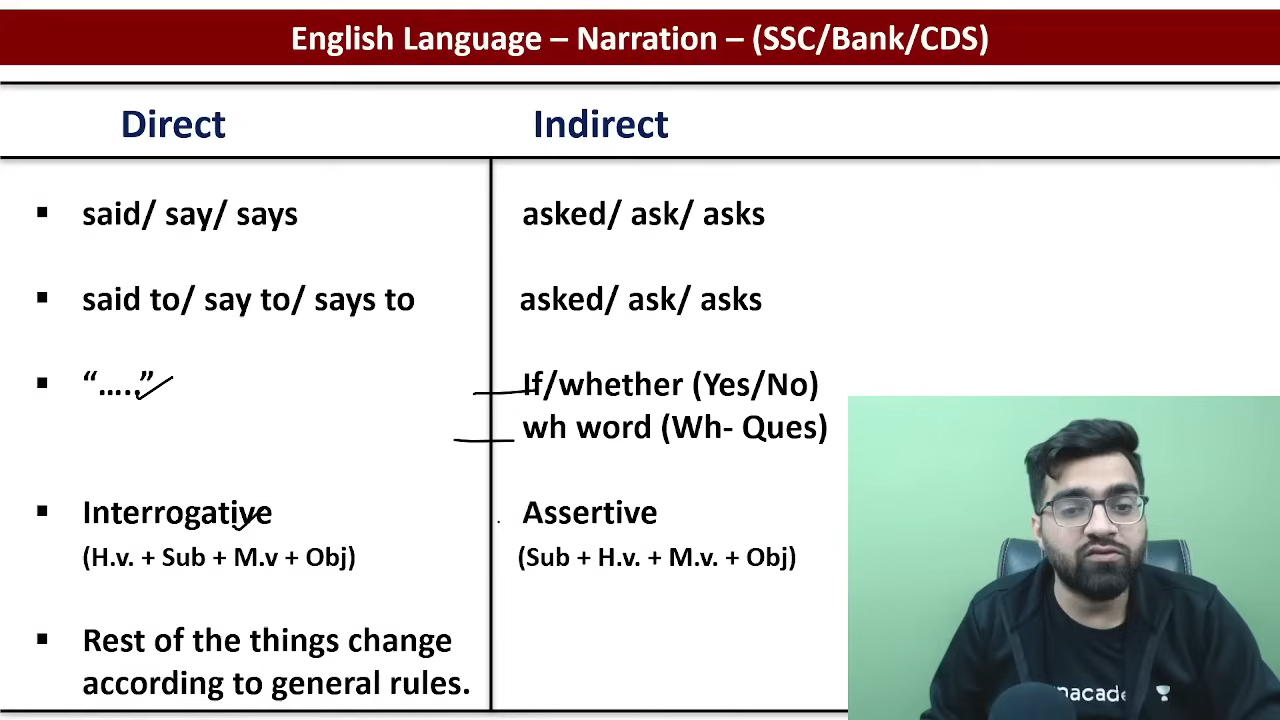 English Language – Narration – (SSC/Bank/CDS)
Direct Indirect
▪ said/ say/ says asked/ ask/ asks
▪ said to/ say to/ says to asked/ ask/ asks
▪ “…..” If/whether (Yes/No)
wh word (Wh- Ques)
▪ Interrogative Assertive
(H.v. + Sub + M.v + Obj) (Sub + H.v. + M.v. + Obj)
▪ Rest of the things change
according to general rules.